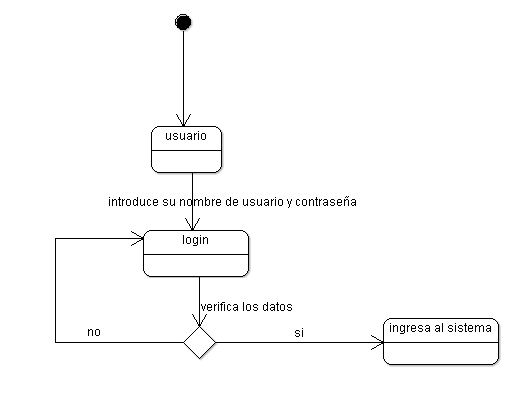 usuario
introduce su nombre de usuario y contraseña
login
verifica los datos
no
si
ingresa al sistema